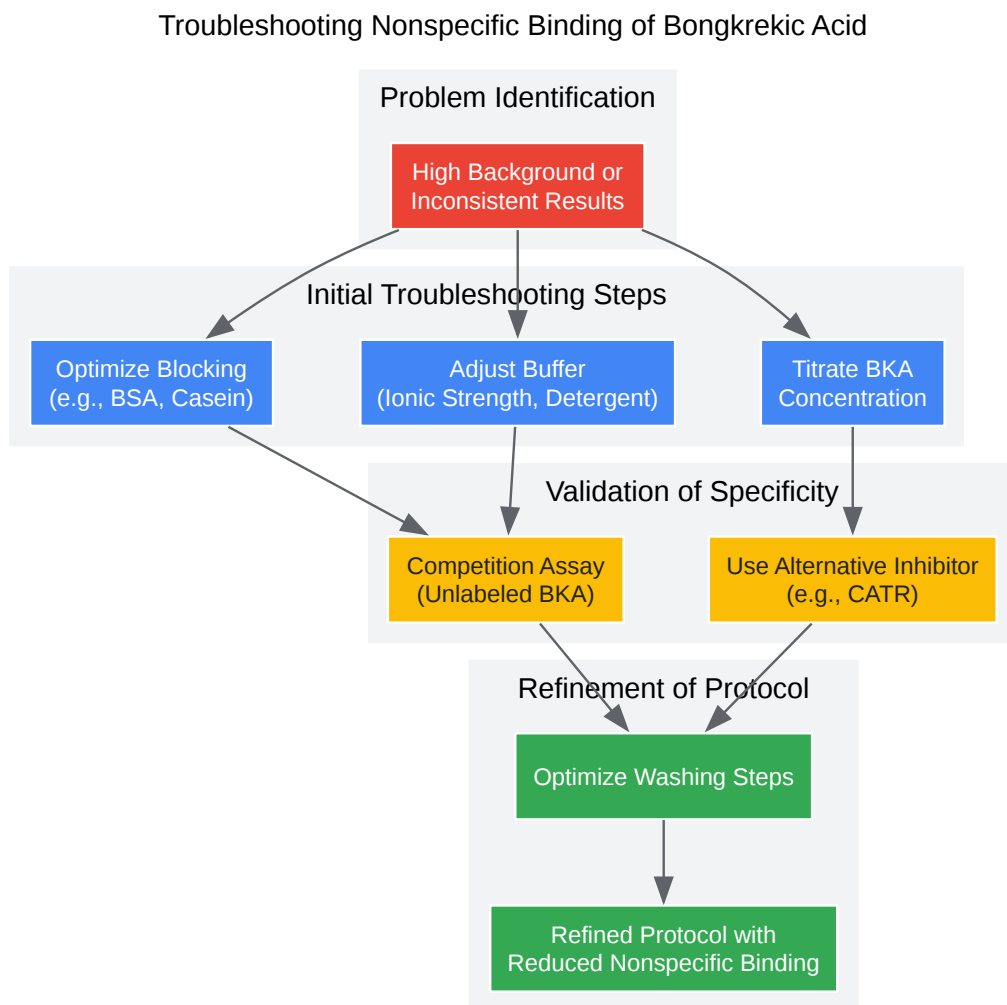 Troubleshooting Nonspecific Binding of Bongkrekic Acid
Problem Identification
High Background or
Inconsistent Results
Initial Troubleshooting Steps
Optimize Blocking
(e.g., BSA, Casein)
Adjust Buffer
(Ionic Strength, Detergent)
Titrate BKA
Concentration
Validation of Specificity
Competition Assay
(Unlabeled BKA)
Use Alternative Inhibitor
(e.g., CATR)
Refinement of Protocol
Optimize Washing Steps
Refined Protocol with
Reduced Nonspecific Binding